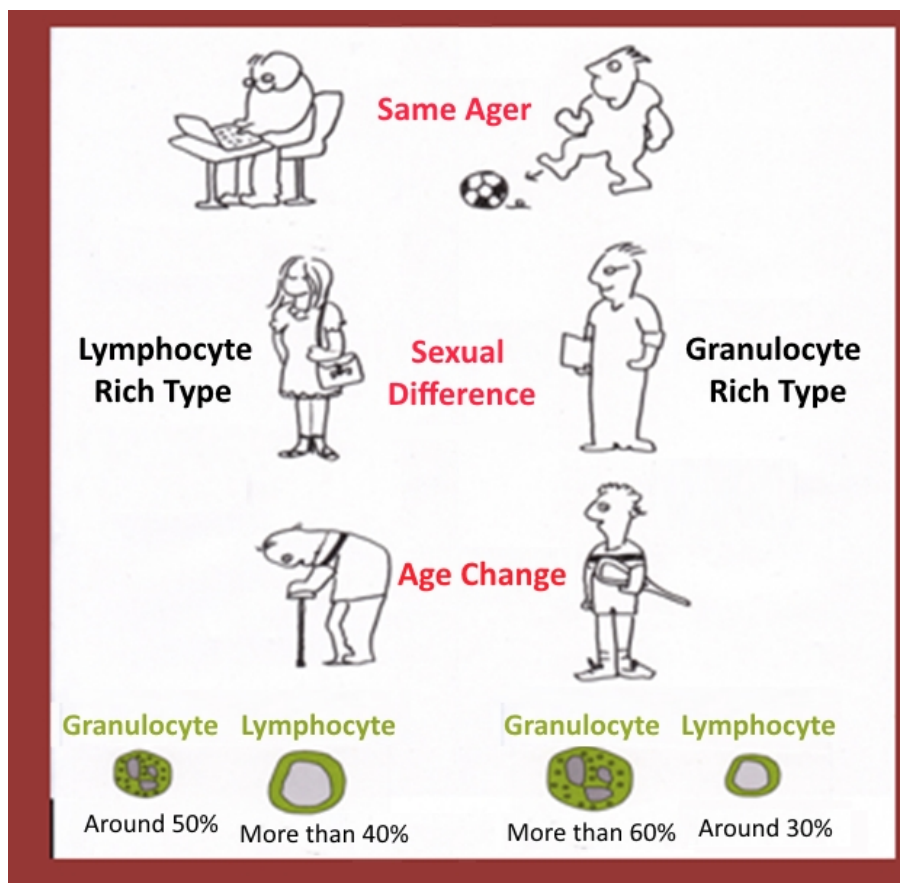 Same Ager
Lymphocyte
Rich Type
Sexual
Difference
Granulocyte
Rich Type
Age Change
Granulocyte Lymphocyte
Granulocyte Lymphocyte
Around 50%
More than 40%
More than 60%
Around 30%